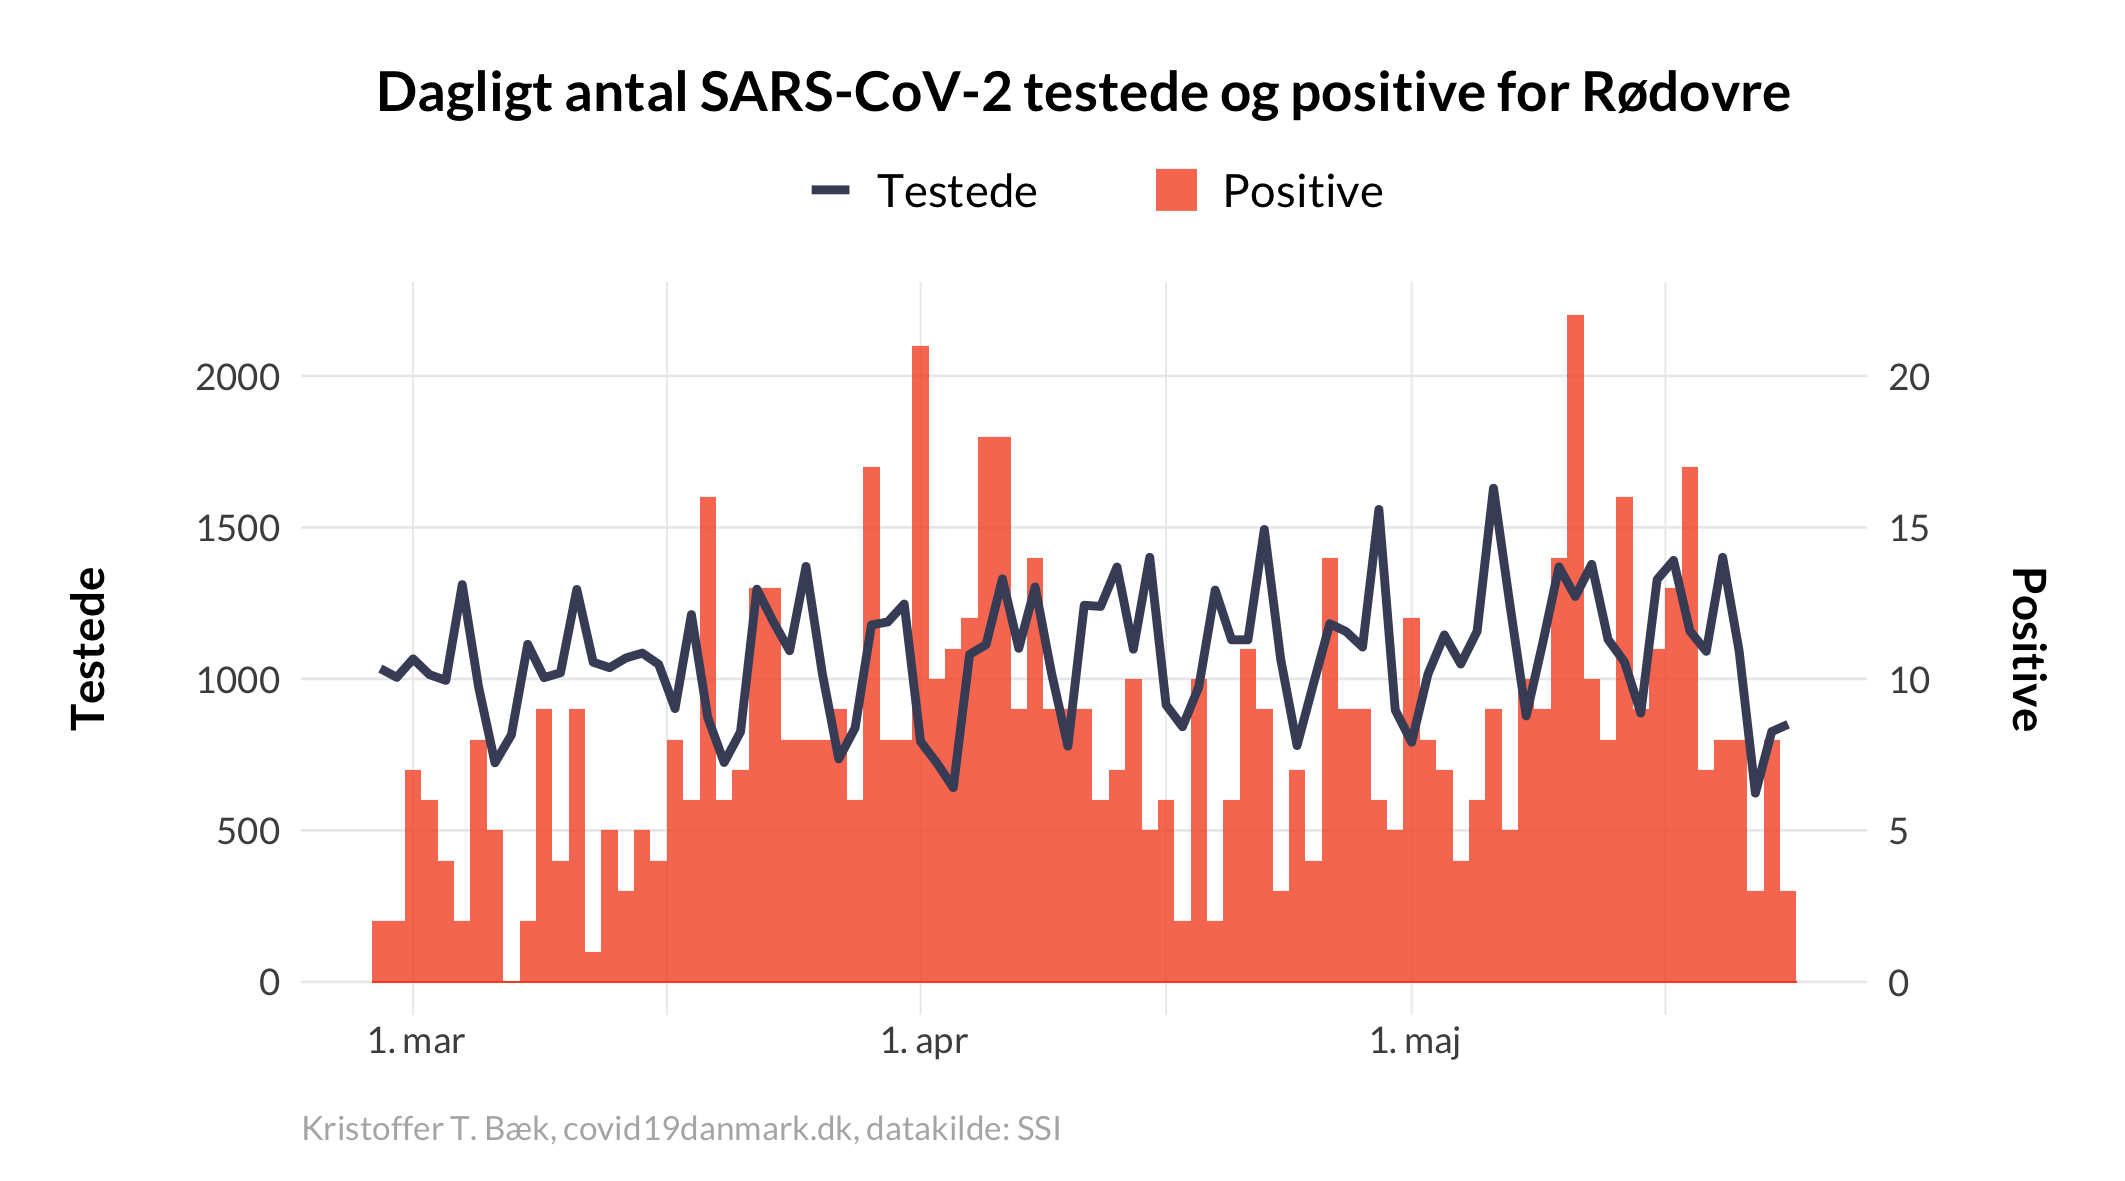 Dagligt antal SARS-CoV-2 testede og positive for Rødovre
Testede
Positive
Testede
2000
1500
1000
500
0
20
15
10
5
0
Positive
1. mar
1. apr
1. maj
Kristoffer T. Bæk, covid19danmark.dk, datakilde: SSI